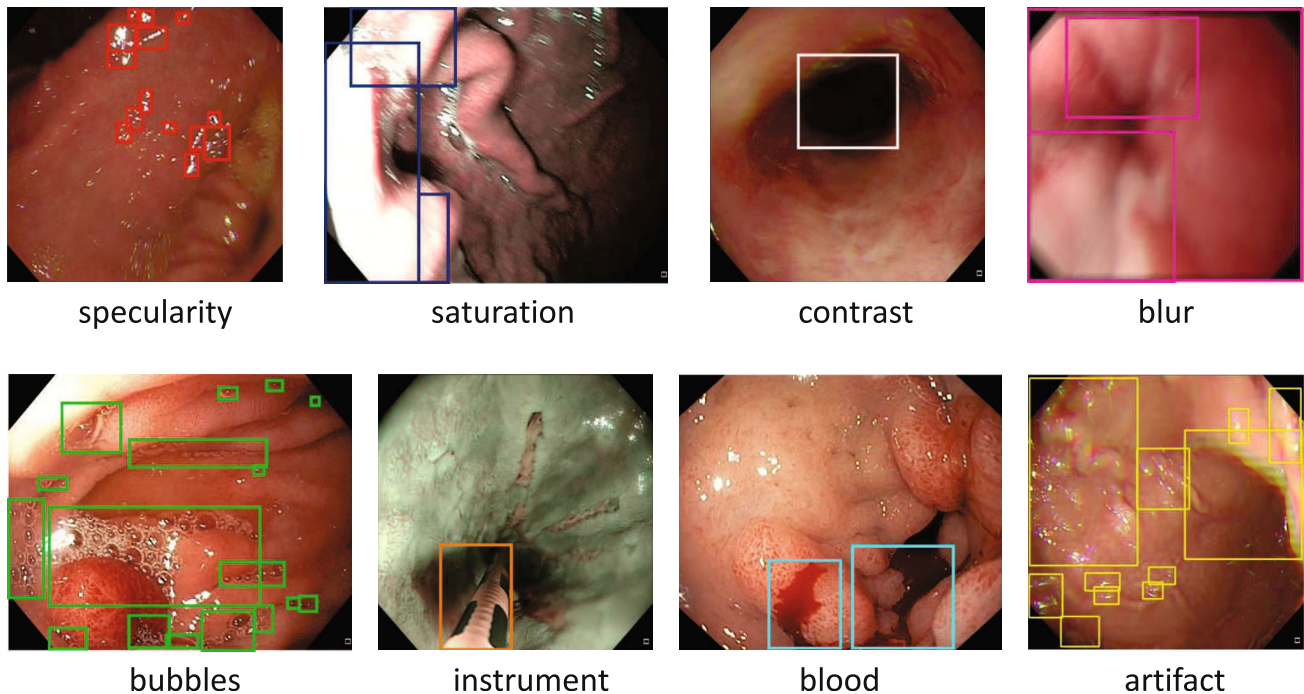 specularity
saturation
contrast
blur
bubbles
instrument
blood
artifact